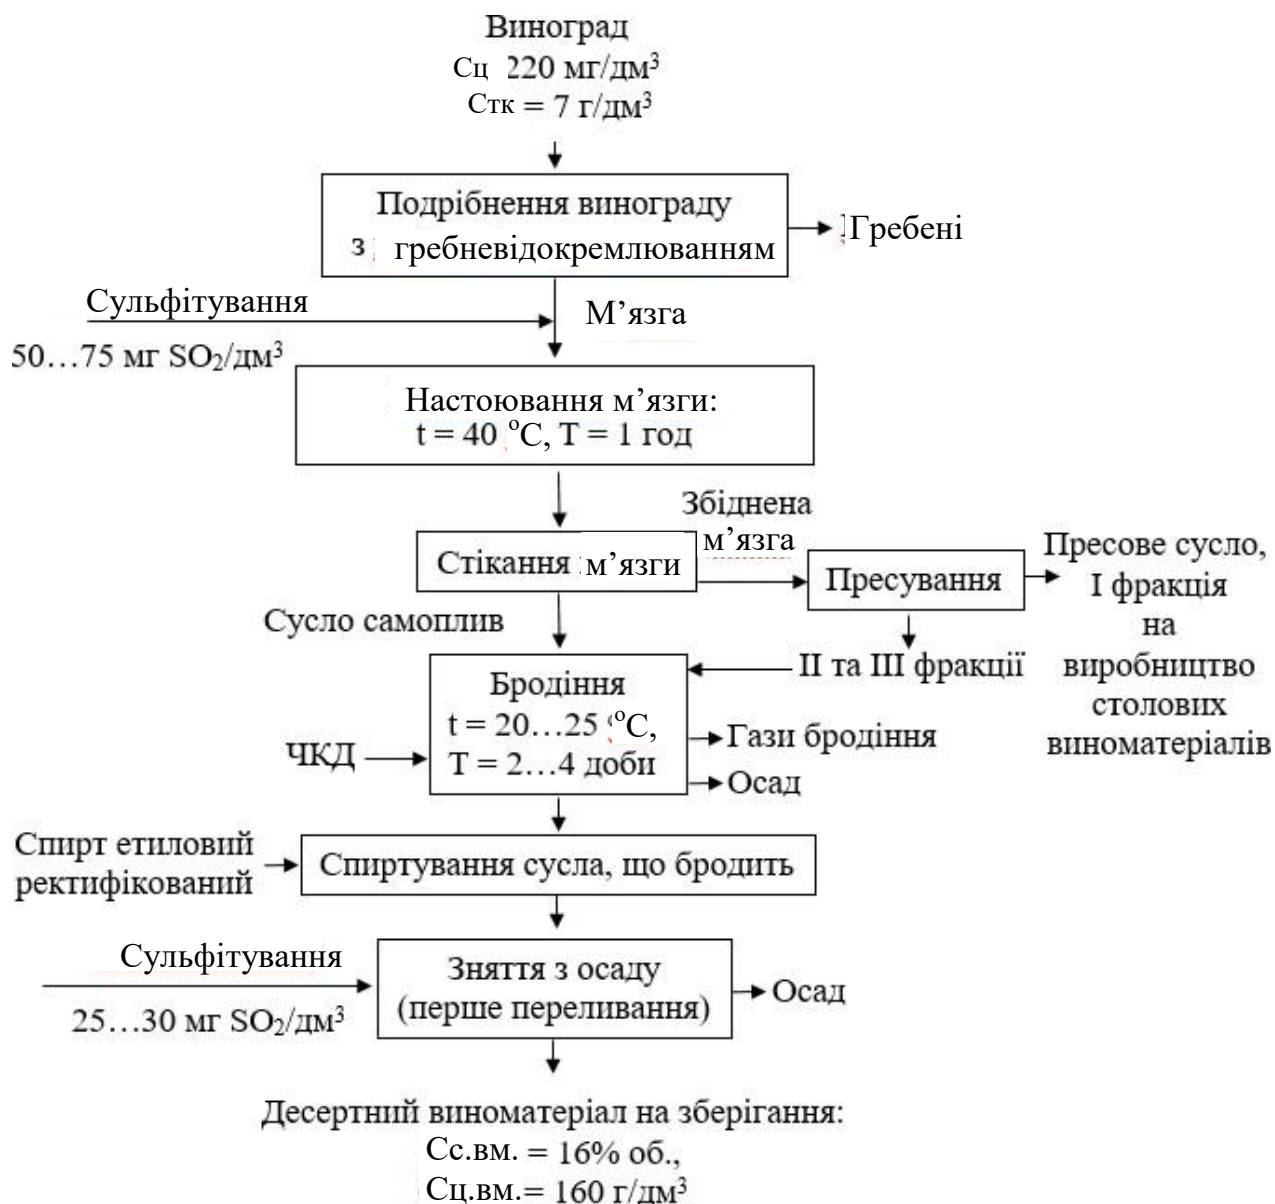 Виноград
Сц 220 мг/дм³
Стк = 7 г/дм³
Подрібнення винограду
з гребневідокремлюванням
Гребені
Сульфітування
50…75 мг SO₂/дм³
М’язга
Настоювання м’язги:
t = 40 °C, T = 1 год
Стікання м’язги
Збіднена
м’язга
Пресування
Пресове сусло,
І фракція
на
виробництво
столових
виноматеріалів
Сусло самоплив
ІІ та ІІІ фракції
Бродіння
t = 20…25 °C,
T = 2…4 доби
ЧКД
Гази бродіння
Осад
Спирт етиловий
ректифікований
Спиртування сусла, що бродить
Сульфітування
25…30 мг SO₂/дм³
Зняття з осаду
(перше переливання)
Осад
Десертний виноматеріал на зберігання:
Сс.вм. = 16% об.,
Сц.вм.= 160 г/дм³